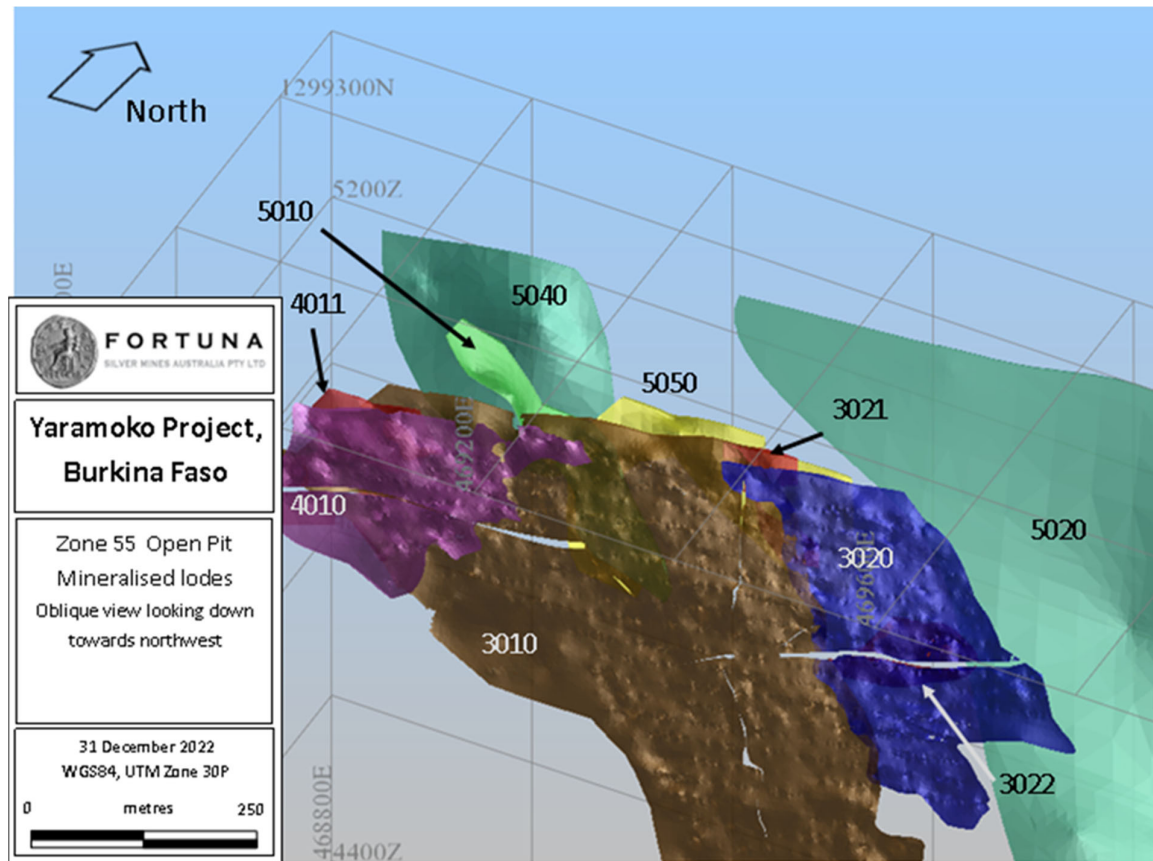 North
1299300N
5200Z
5010
5040
4011
5050
3021
469200E
4010
3020
5020
3010
3022
468800E
4400Z
FORTUNA
SILVER MINES AUSTRALIA PTY LTD
Yaramoko Project,
Burkina Faso
Zone 55 Open Pit
Mineralised lodes
Oblique view looking down
towards northwest
31 December 2022
WGS84, UTM Zone 30P
0 metres 250